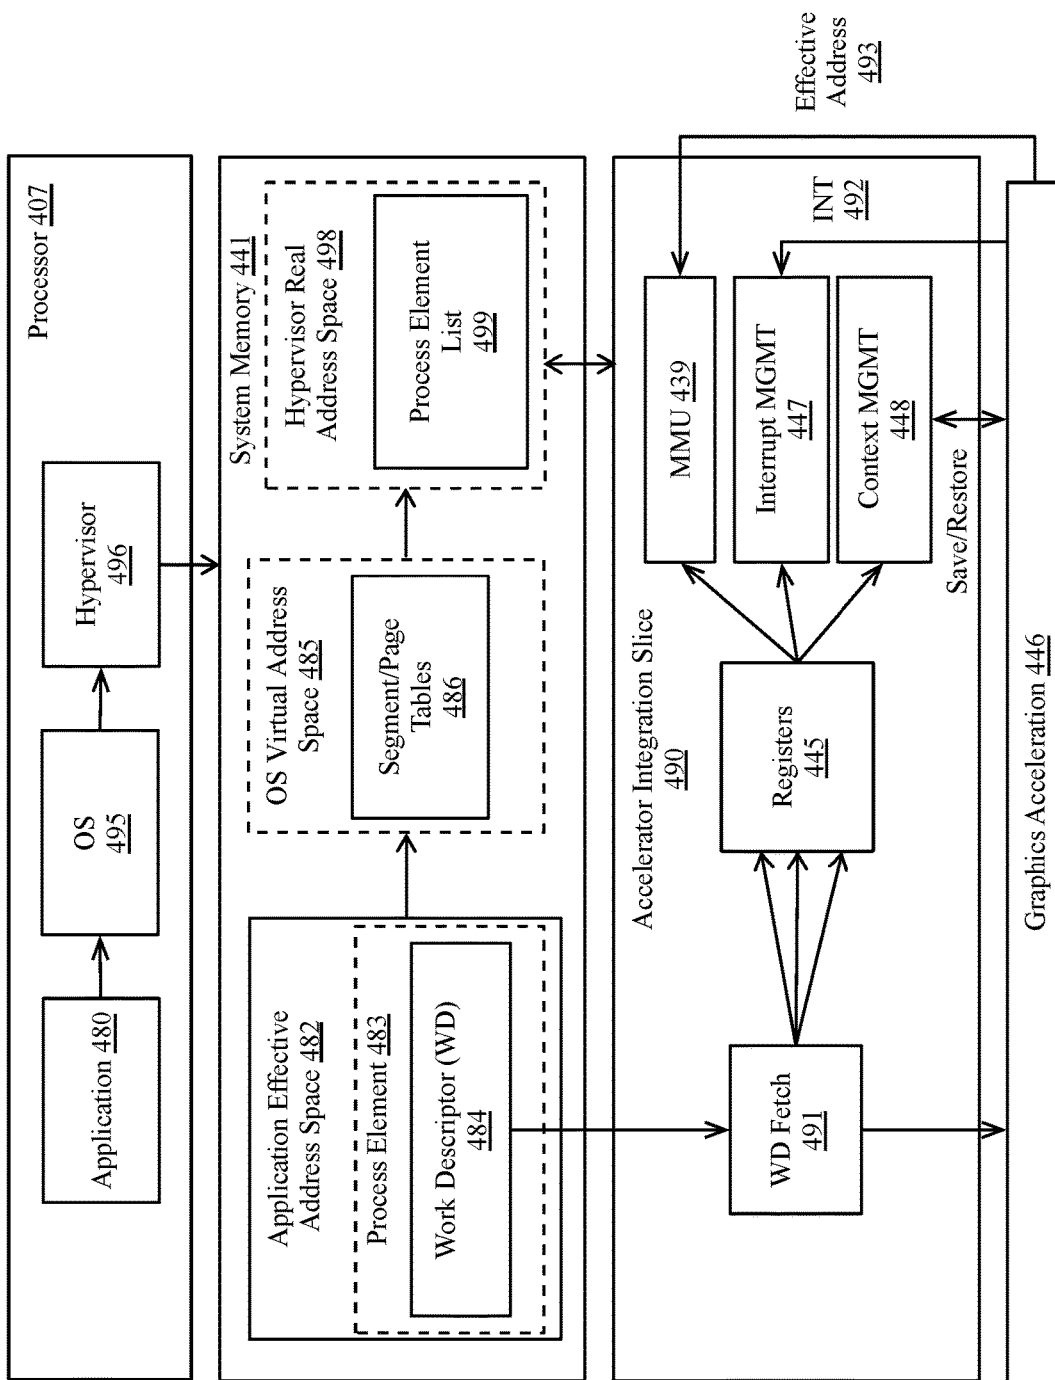 Processor 407
Application 480
OS
495
Hypervisor
496
System Memory 441
Application Effective
Address Space 482
Process Element 483
Work Descriptor (WD)
484
OS Virtual Address
Space 485
Segment/Page
Tables
486
Hypervisor Real
Address Space 498
Process Element
List
499
Accelerator Integration Slice
490
WD Fetch
491
Registers
445
MMU 439
Interrupt MGMT
447
Context MGMT
448
INT
492
Effective
Address
493
Save/Restore
Graphics Acceleration 446